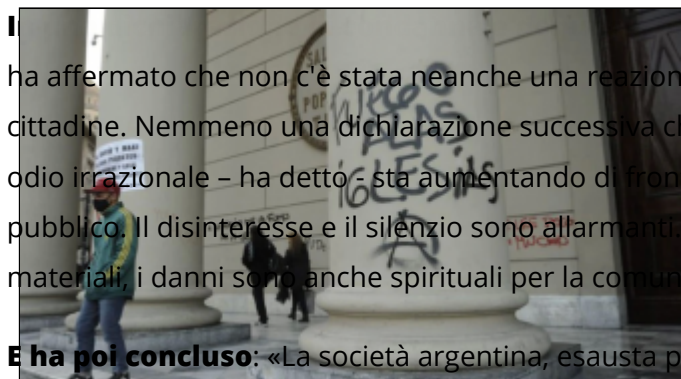 ha affermato che non c'è stata neanche una reazion
cittadine. Nemmeno una dichiarazione successiva c
odio irrazionale – ha detto - sta aumentando di fron
pubblico. Il disinteresse e il silenzio sono allarmanti.
materiali, i danni sono anche spirituali per la comun
E ha poi concluso: «La società argentina, esausta p
SAL
POP
A LAS
iGLESiAS
A